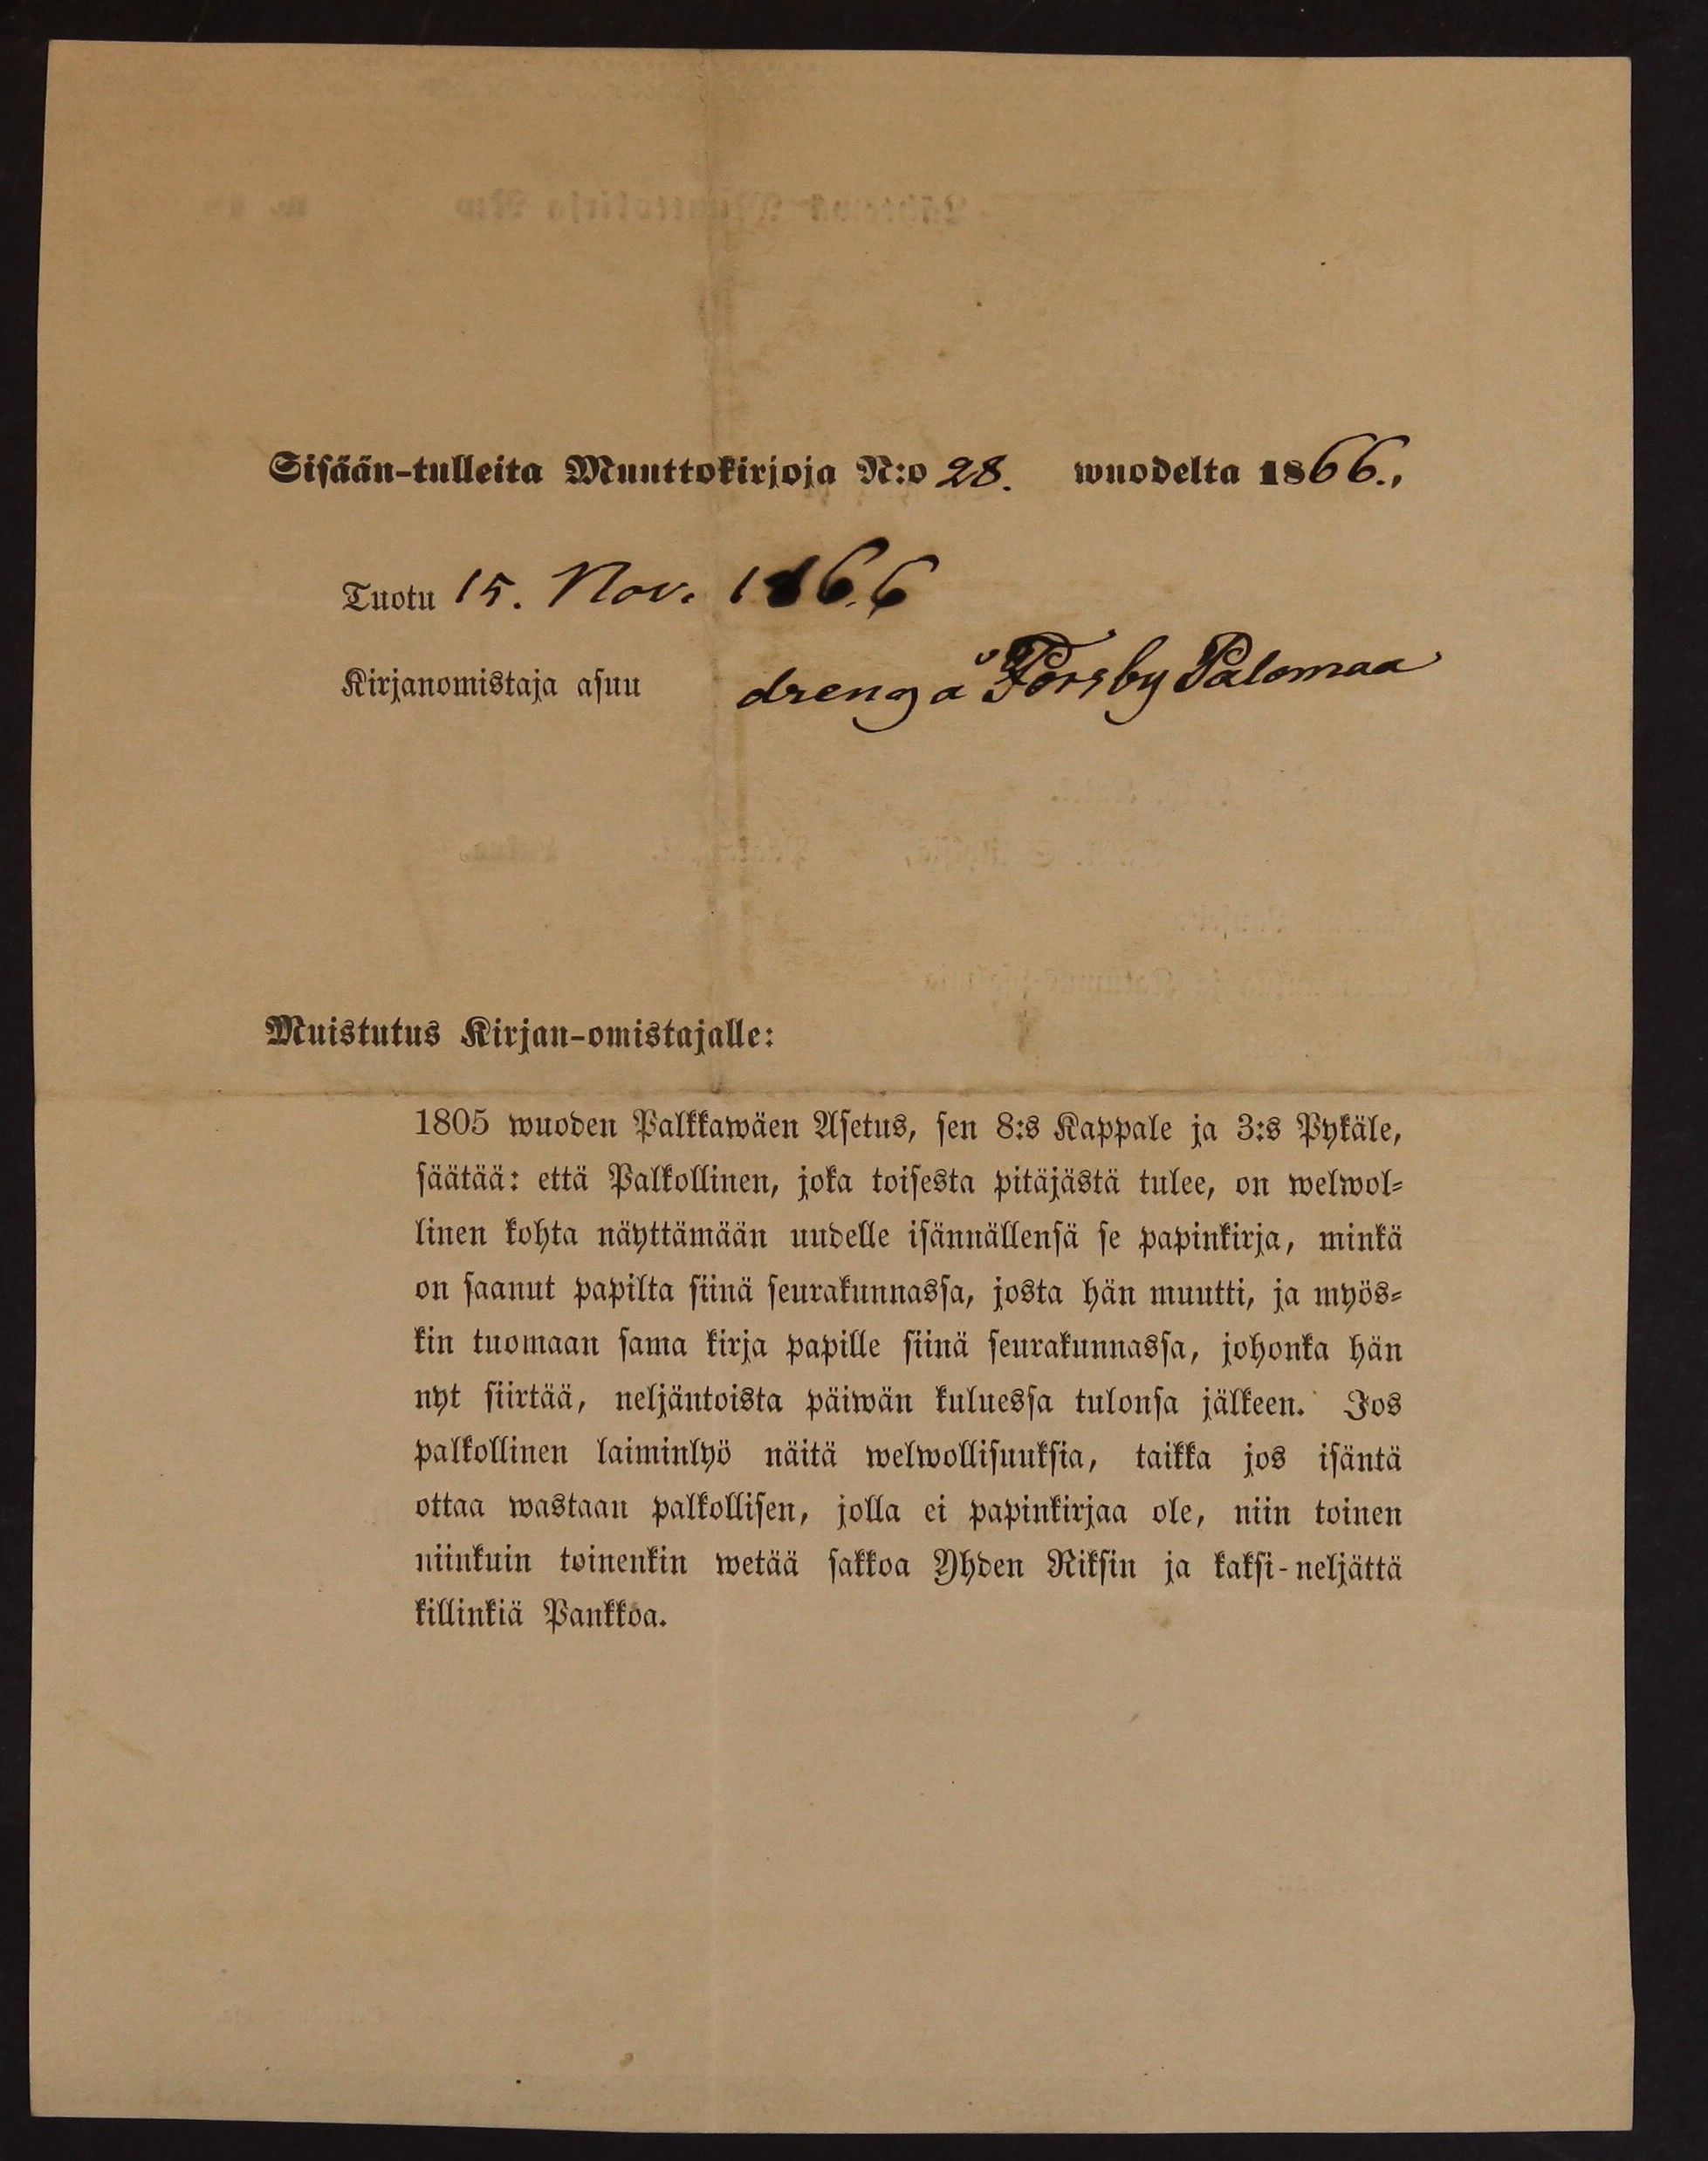 Sisään-tulleita Muuttokirjoja N:o 28. wuodelta 1866.,
Tuotu 15. Nov. 1866
Kirjanomistaja asuu dreng å Forsby Palomaa
Muistutus Kirjan-omistajalle:
1805 wuoden Palkkawäen Asetus, sen 8:s Kappale ja 3:s Pykäle,
säätää: että Palkollinen, joka toisesta pitäjästä tulee, on welwol-
linen kohta näyttämään uudelle isännällensä se papinkirja, minkä
on saanut papilta siinä seurakunnassa, josta hän muutti, ja myös-
kin tuomaan sama kirja papille siinä seurakunnassa, johonka hän
nyt siirtää, neljäntoista päiwän kuluessa tulonsa jälkeen. Jos
palkollinen laiminlyö näitä welwollisuuksia, taikka jos isäntä
ottaa wastaan palkollisen, jolla ei papinkirjaa ole, niin toinen
niinkuin toinenkin wetää sakkoa Yhden Riksin ja kaksi-neljättä
killinkiä Pankkoa.